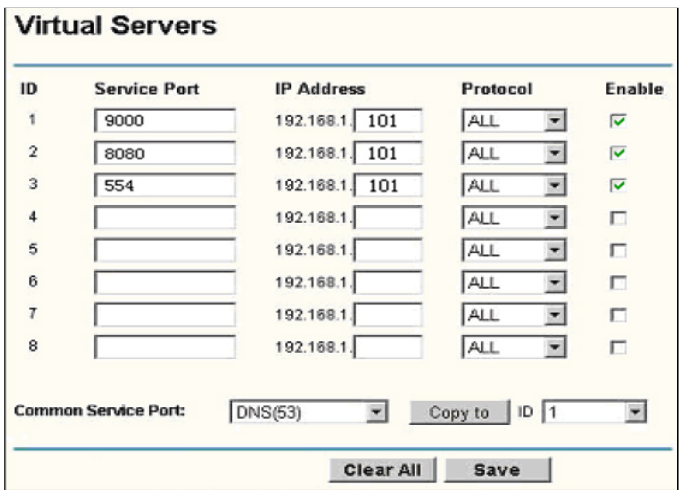 Virtual Servers
ID Service Port IP Address Protocol Enable
1 9000 192.168.1. 101 ALL
2 8080 192.168.1. 101 ALL
3 554 192.168.1. 101 ALL
4 192.168.1. ALL
5 192.168.1. ALL
6 192.168.1. ALL
7 192.168.1. ALL
8 192.168.1. ALL
Common Service Port: DNS(53) Copy to ID 1
Clear All Save